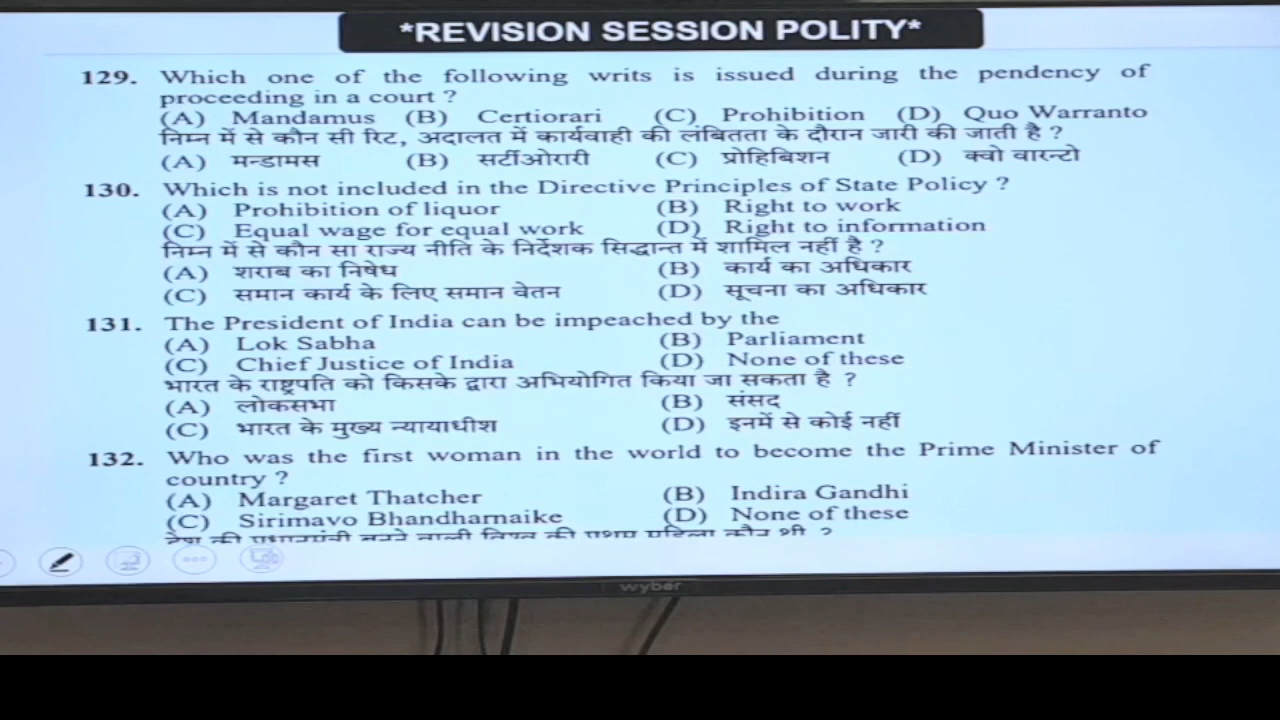 *REVISION SESSION POLITY*
129. Which one of the following writs is issued during the pendency of
proceeding in a court ?
(A) Mandamus (B) Certiorari (C) Prohibition (D) Quo Warranto
निम्न में से कौन सी रिट, अदालत में कार्यवाही की लंबितता के दौरान जारी की जाती है ?
(A) मन्डामस (B) सर्टीओरारी (C) प्रोहिबिशन (D) क्वो वारन्टो
130. Which is not included in the Directive Principles of State Policy ?
(A) Prohibition of liquor (B) Right to work
(C) Equal wage for equal work (D) Right to information
निम्न में से कौन सा राज्य नीति के निर्देशक सिद्धान्त में शामिल नहीं है ?
(A) शराब का निषेध (B) कार्य का अधिकार
(C) समान कार्य के लिए समान वेतन (D) सूचना का अधिकार
131. The President of India can be impeached by the
(A) Lok Sabha (B) Parliament
(C) Chief Justice of India (D) None of these
भारत के राष्ट्रपति को किसके द्वारा अभियोगित किया जा सकता है ?
(A) लोकसभा (B) संसद
(C) भारत के मुख्य न्यायाधीश (D) इनमें से कोई नहीं
132. Who was the first woman in the world to become the Prime Minister of
country ?
(A) Margaret Thatcher (B) Indira Gandhi
(C) Sirimavo Bhandharnaike (D) None of these
देश की प्रधानमंत्री बनने वाली विश्व की प्रथम महिला कौन थी ?
wyber